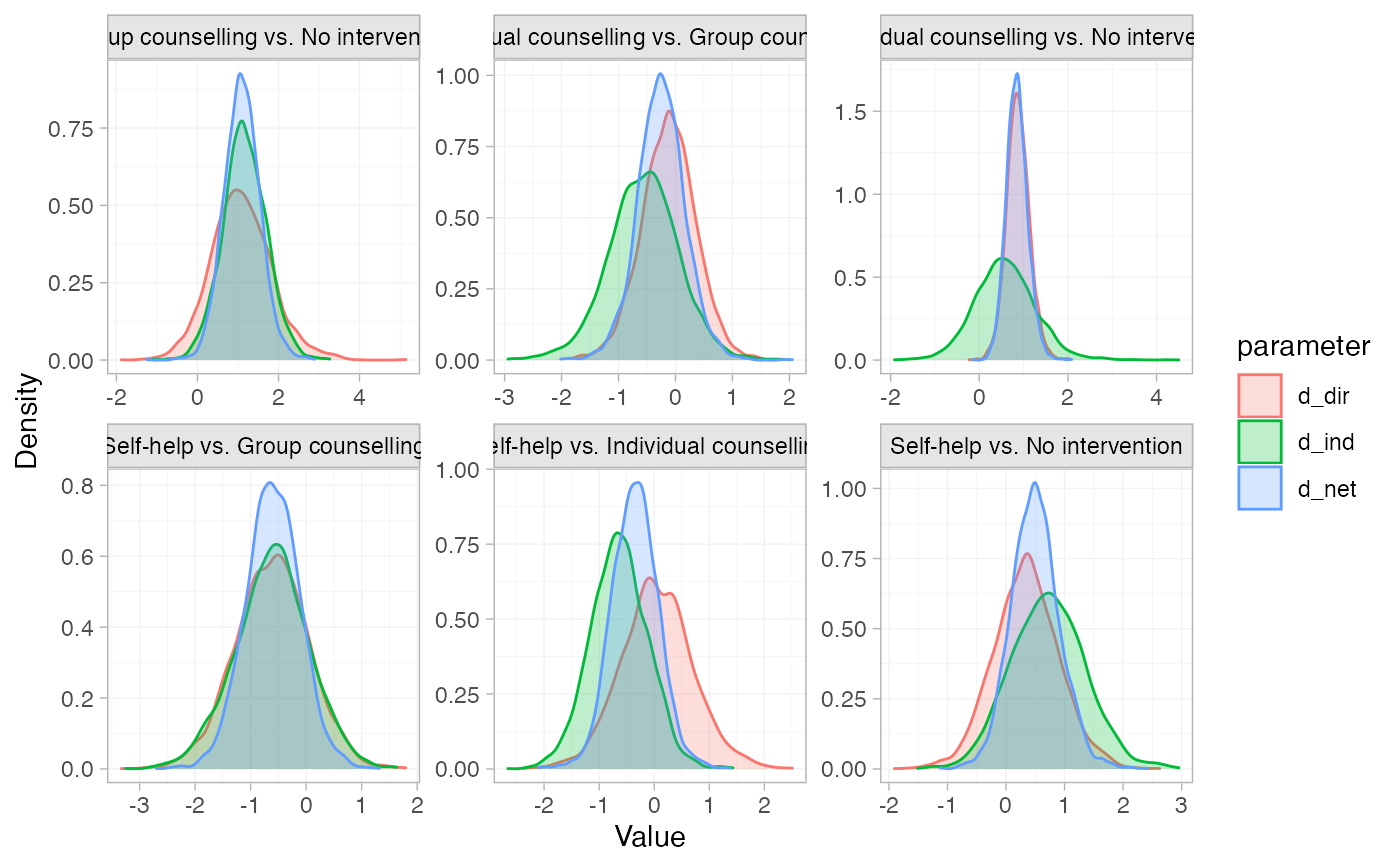 up counselling vs. No interven
ual counselling vs. Group coun
dual counselling vs. No interve
0.00
0.25
0.50
0.75
-2 0 2 4
0.00
0.25
0.50
0.75
1.00
-3 -2 -1 0 1 2
0.0
0.5
1.0
1.5
-2 0 2 4
Self-help vs. Group counselling
elf-help vs. Individual counsellin
Self-help vs. No intervention
0.0
0.2
0.4
0.6
0.8
-3 -2 -1 0 1 2
0.00
0.25
0.50
0.75
1.00
-2 -1 0 1 2
0.00
0.25
0.50
0.75
1.00
-2 -1 0 1 2 3
Density
Value
parameter
d_dir
d_ind
d_net